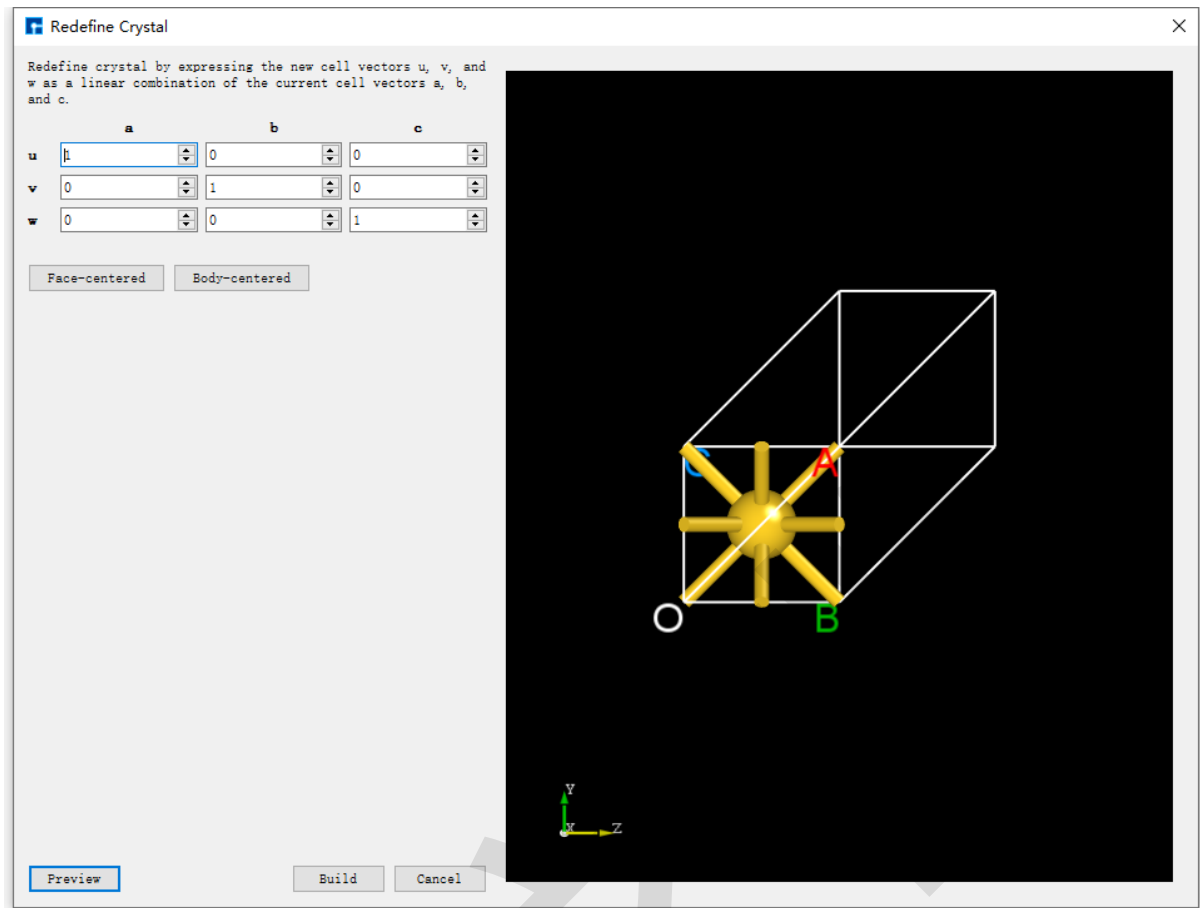 Redefine Crystal
Redefine crystal by expressing the new cell vectors u, v, and
w as a linear combination of the current cell vectors a, b,
and c.
a b c
u 1 0 0
v 0 1 0
w 0 0 1
Face-centered Body-centered
C A
O B
Y
X Z
Preview Build Cancel